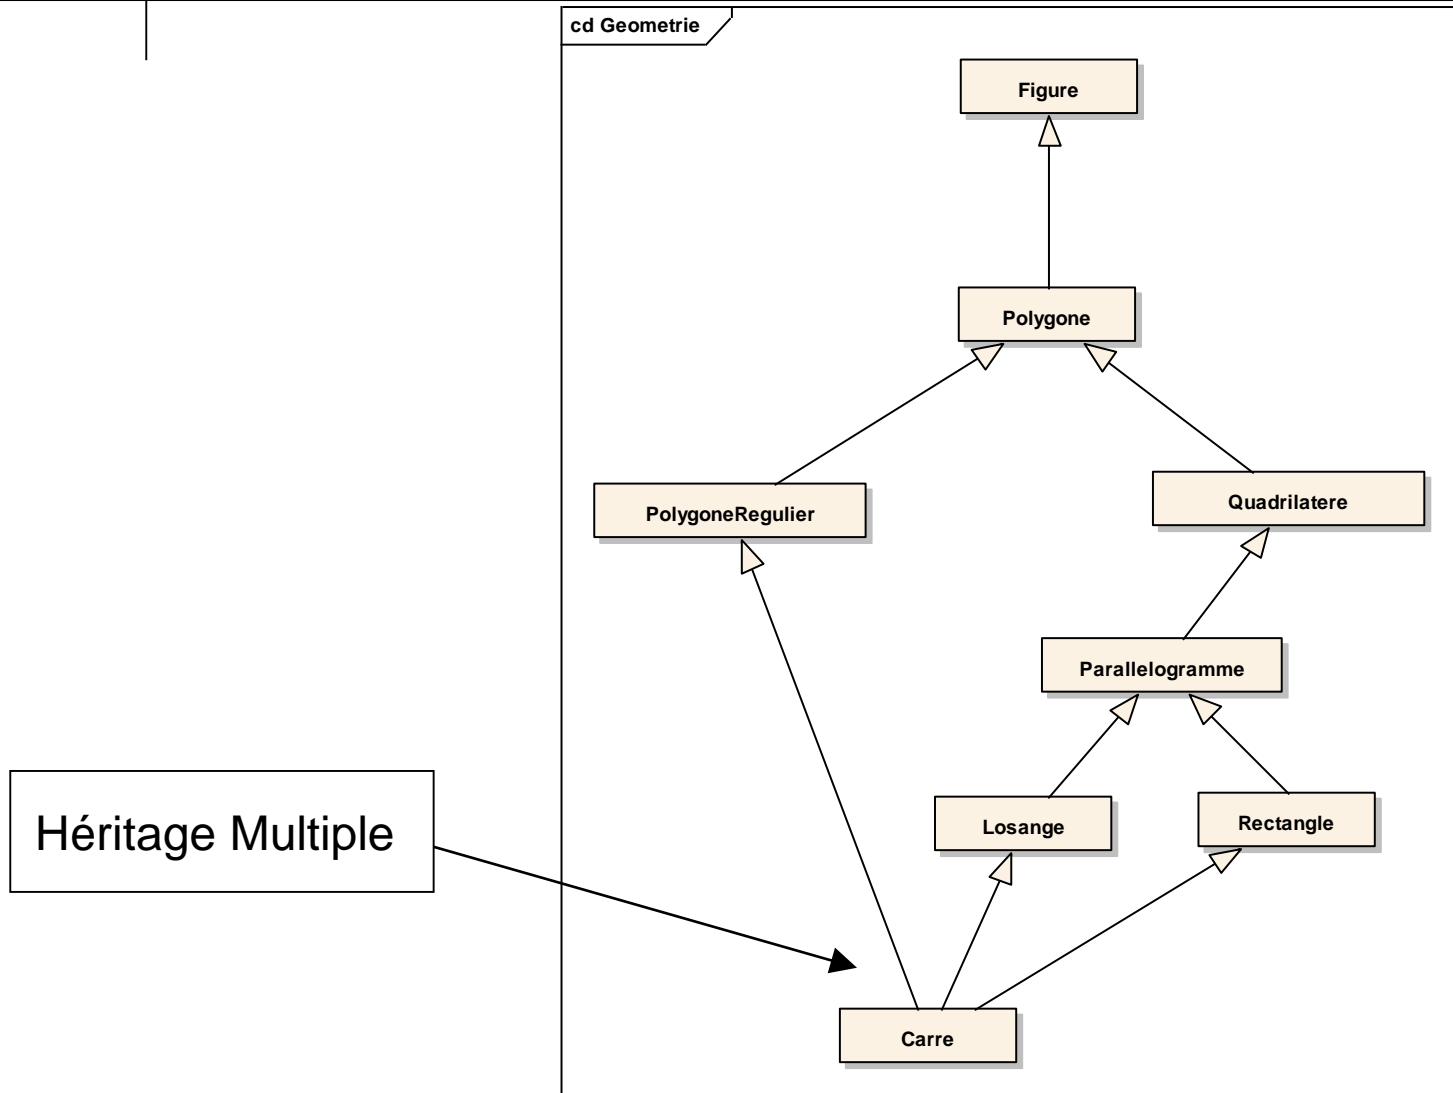 cd Geometrie
Figure
Polygone
PolygoneRegulier
Quadrilatere
Parallelogramme
Losange
Rectangle
Héritage Multiple
Carre